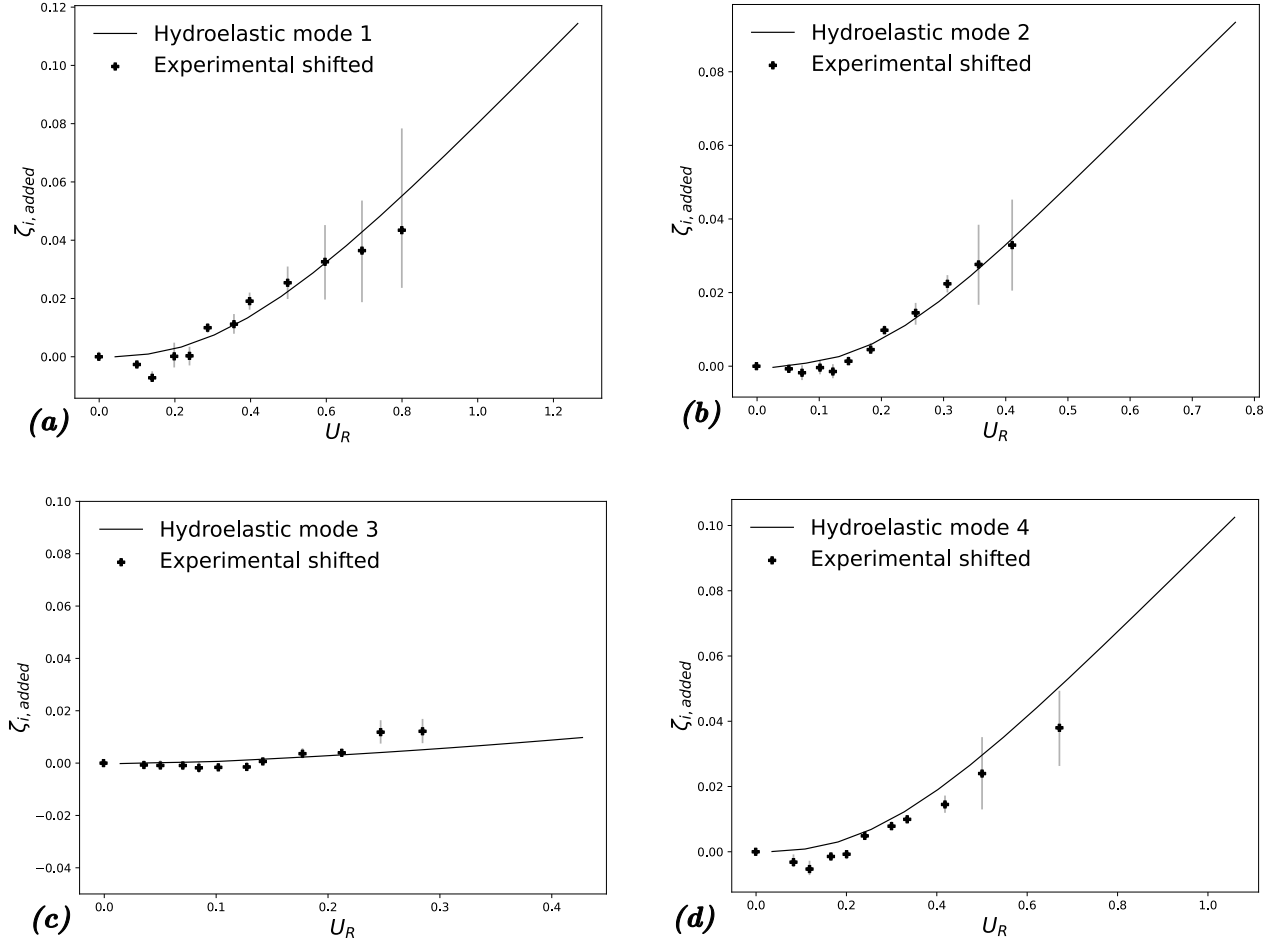 0.12
0.10
0.08
0.06
0.04
0.02
0.00
ζi,added
Hydroelastic mode 1
Experimental shifted
0.0 0.2 0.4 0.6 0.8 1.0 1.2
U_R
(a)
0.08
0.06
0.04
0.02
0.00
ζi,added
Hydroelastic mode 2
Experimental shifted
0.0 0.1 0.2 0.3 0.4 0.5 0.6 0.7 0.8
U_R
(b)
0.10
0.08
0.06
0.04
0.02
0.00
−0.02
−0.04
ζi,added
Hydroelastic mode 3
Experimental shifted
0.0 0.1 0.2 0.3 0.4
U_R
(c)
0.10
0.08
0.06
0.04
0.02
0.00
ζi,added
Hydroelastic mode 4
Experimental shifted
0.0 0.2 0.4 0.6 0.8 1.0
U_R
(d)